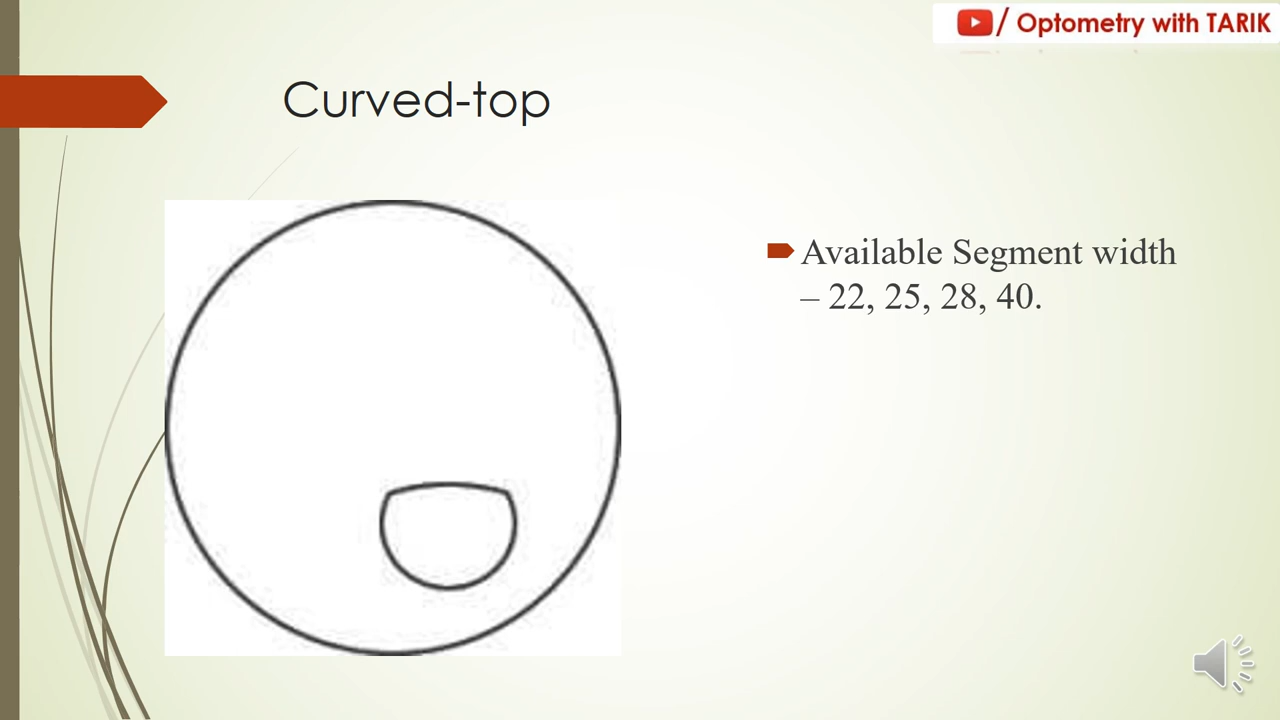 / Optometry with TARIK
Curved-top
Available Segment width
– 22, 25, 28, 40.